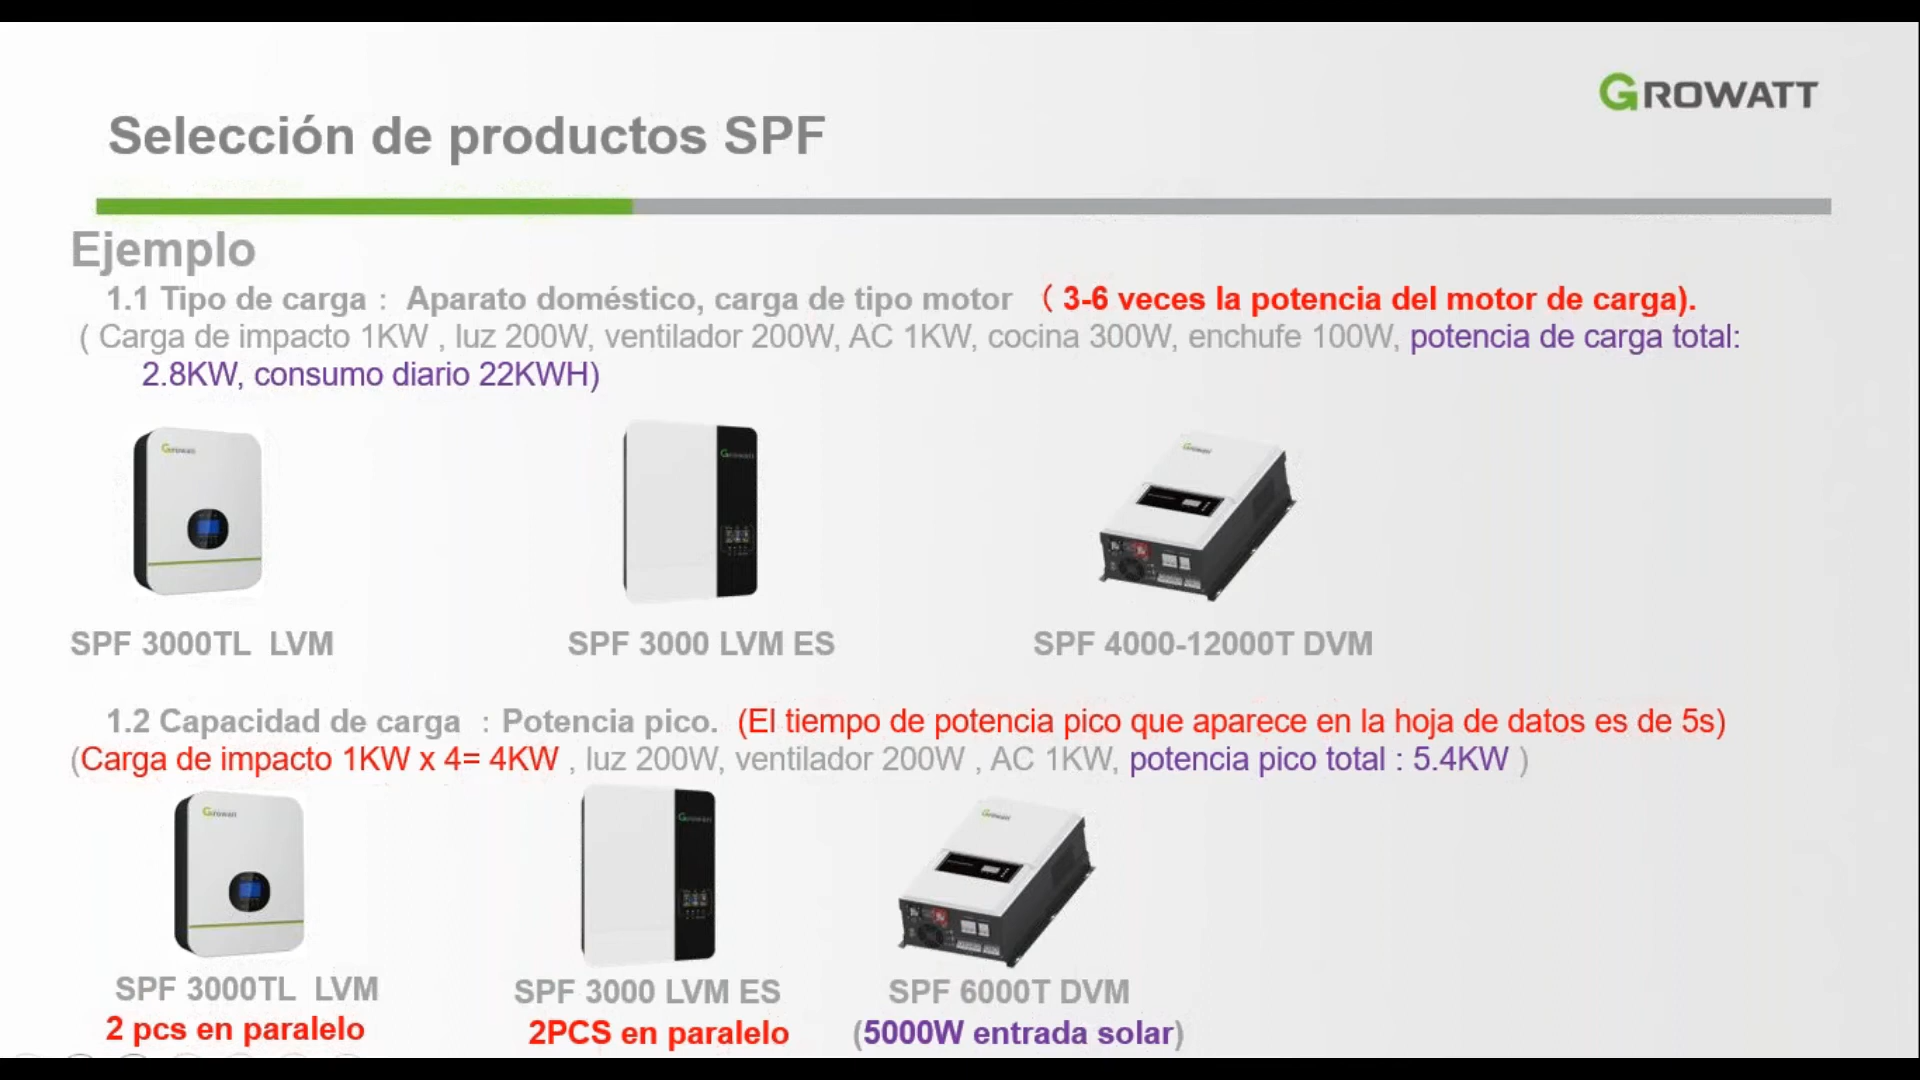 GROWATT
Selección de productos SPF
Ejemplo
1.1 Tipo de carga : Aparato doméstico, carga de tipo motor ( 3-6 veces la potencia del motor de carga).
( Carga de impacto 1KW , luz 200W, ventilador 200W, AC 1KW, cocina 300W, enchufe 100W, potencia de carga total:
2.8KW, consumo diario 22KWH)
Growatt
Growatt
Growatt
SPF 3000TL LVM
SPF 3000 LVM ES
SPF 4000-12000T DVM
1.2 Capacidad de carga : Potencia pico. (El tiempo de potencia pico que aparece en la hoja de datos es de 5s)
(Carga de impacto 1KW x 4= 4KW , luz 200W, ventilador 200W , AC 1KW, potencia pico total : 5.4KW )
Growatt
Growatt
Growatt
SPF 3000TL LVM
2 pcs en paralelo
SPF 3000 LVM ES
2PCS en paralelo
SPF 6000T DVM
(5000W entrada solar)